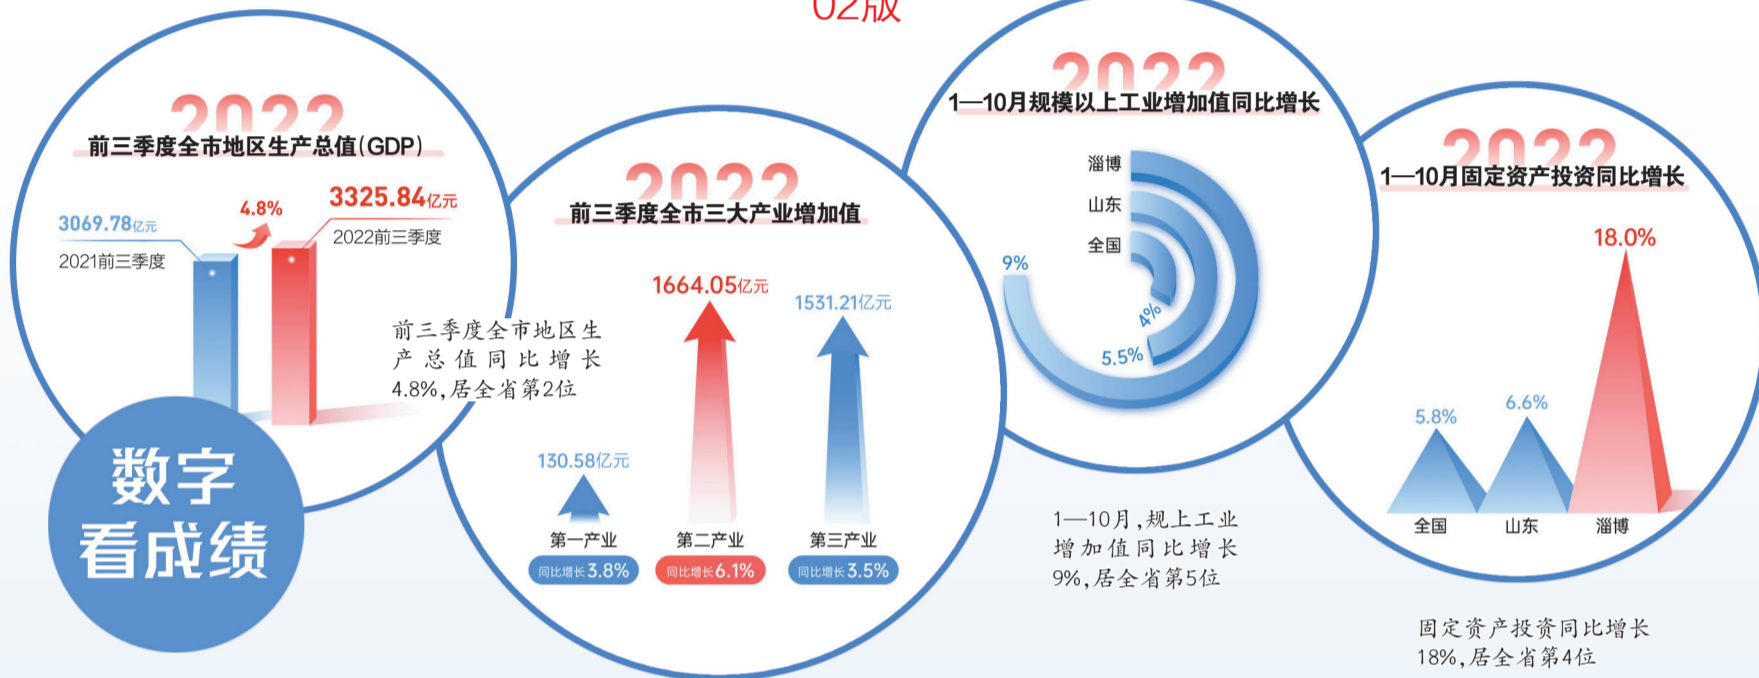 02版
2022
前三季度全市地区生产总值(GDP)
3069.78亿元
2021前三季度
4.8%
3325.84亿元
2022前三季度
前三季度全市地区生
产总值同比增长
4.8%,居全省第2位
数字
看成绩
2022
前三季度全市三大产业增加值
130.58亿元
1664.05亿元
1531.21亿元
第一产业
第二产业
第三产业
同比增长3.8%
同比增长6.1%
同比增长3.5%
2022
1—10月规模以上工业增加值同比增长
淄博
山东
全国
9%
5.5%
4%
1—10月,规上工业
增加值同比增长
9%,居全省第5位
2022
1—10月固定资产投资同比增长
5.8%
6.6%
18.0%
全国
山东
淄博
固定资产投资同比增长
18%,居全省第4位